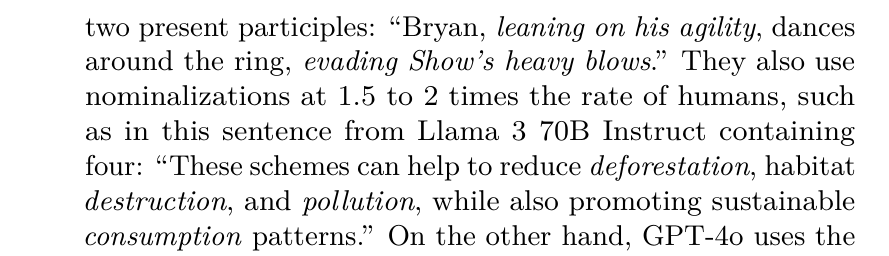 two present participles: “Bryan, leaning on his agility, dances
around the ring, evading Show’s heavy blows.” They also use
nominalizations at 1.5 to 2 times the rate of humans, such
as in this sentence from Llama 3 70B Instruct containing
four: “These schemes can help to reduce deforestation, habitat
destruction, and pollution, while also promoting sustainable
consumption patterns.” On the other hand, GPT-4o uses the